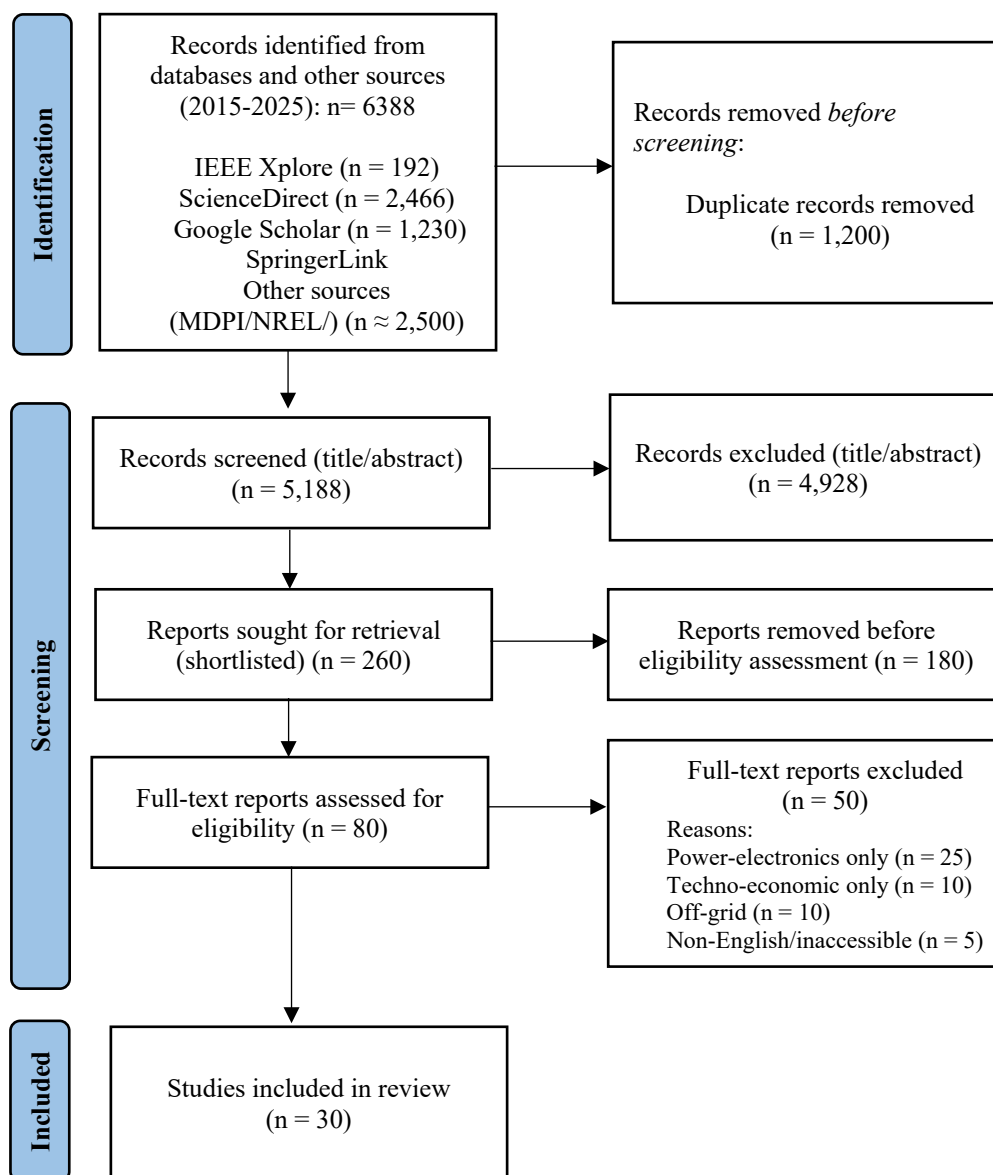 Identification
Records identified from
databases and other sources
(2015-2025): n= 6388
IEEE Xplore (n = 192)
ScienceDirect (n = 2,466)
Google Scholar (n = 1,230)
SpringerLink
Other sources
(MDPI/NREL/) (n ≈ 2,500)
Records removed before
screening:
Duplicate records removed
(n = 1,200)
Screening
Records screened (title/abstract)
(n = 5,188)
Records excluded (title/abstract)
(n = 4,928)
Reports sought for retrieval
(shortlisted) (n = 260)
Reports removed before
eligibility assessment (n = 180)
Full-text reports assessed for
eligibility (n = 80)
Full-text reports excluded
(n = 50)
Reasons:
Power-electronics only (n = 25)
Techno-economic only (n = 10)
Off-grid (n = 10)
Non-English/inaccessible (n = 5)
Included
Studies included in review
(n = 30)